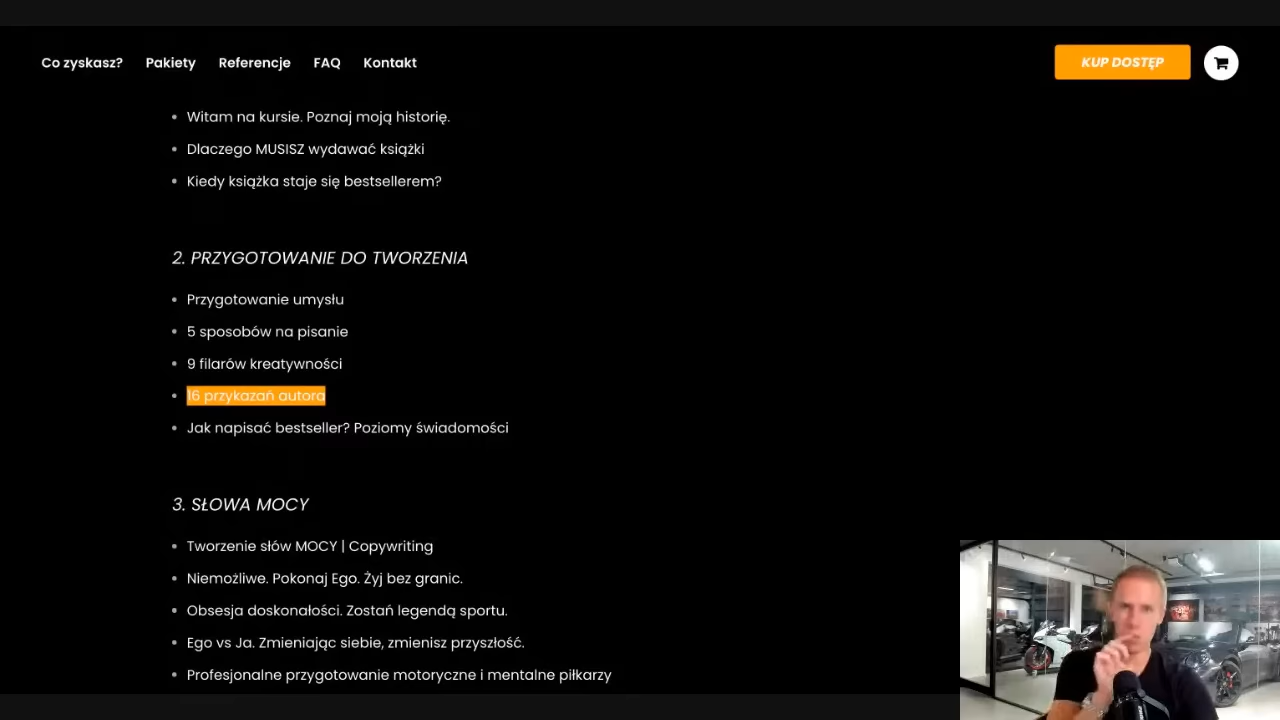 Co zyskasz? Pakiety Referencje FAQ Kontakt KUP DOSTĘP
Witam na kursie. Poznaj moją historię.
Dlaczego MUSISZ wydawać książki
Kiedy książka staje się bestsellerem?
2. PRZYGOTOWANIE DO TWORZENIA
Przygotowanie umysłu
5 sposobów na pisanie
9 filarów kreatywności
16 przykazań autora
Jak napisać bestseller? Poziomy świadomości
3. SŁOWA MOCY
Tworzenie słów MOCY | Copywriting
Niemożliwe. Pokonaj Ego. Żyj bez granic.
Obsesja doskonałości. Zostań legendą sportu.
Ego vs Ja. Zmieniając siebie, zmienisz przyszłość.
Profesjonalne przygotowanie motoryczne i mentalne piłkarzy